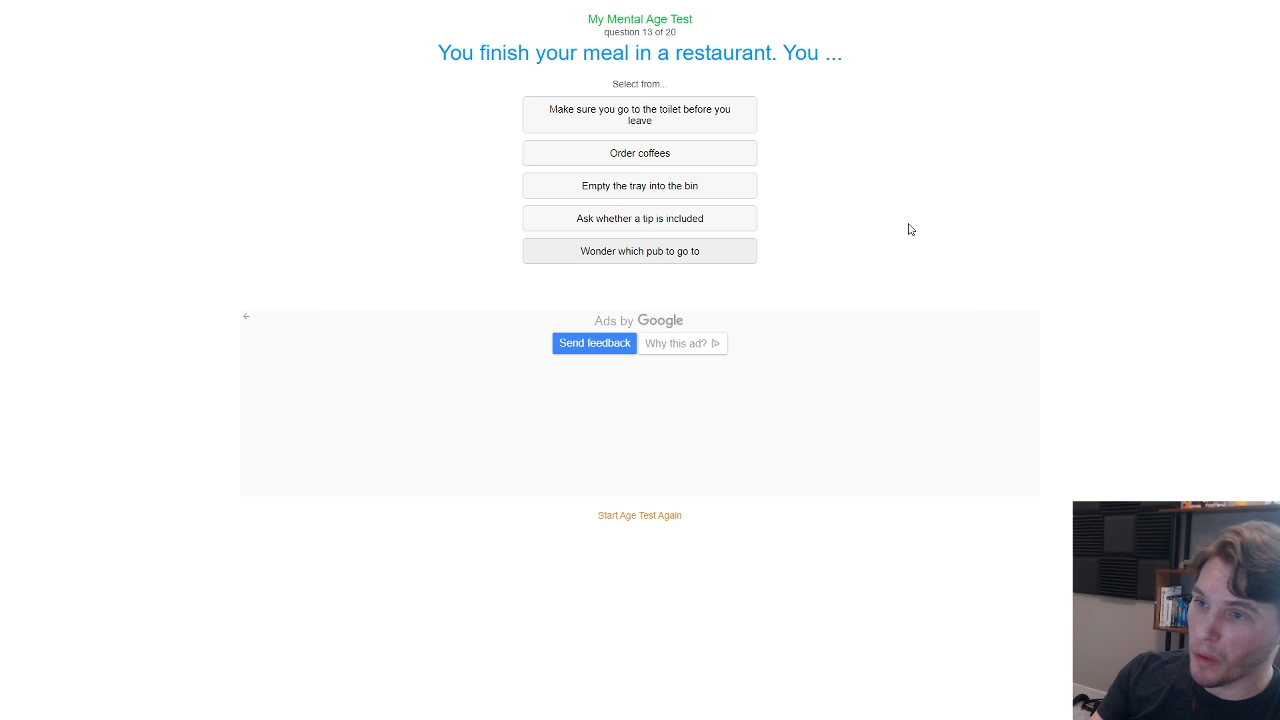 My Mental Age Test
question 13 of 20
You finish your meal in a restaurant. You ...
Select from...
Make sure you go to the toilet before you
leave
Order coffees
Empty the tray into the bin
Ask whether a tip is included
Wonder which pub to go to
Ads by Google
Send feedback
Why this ad?
Start Age Test Again